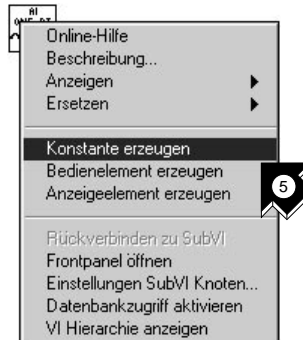 AI
ONE PT
Online-Hilfe
Beschreibung...
Anzeigen
Ersetzen
Konstante erzeugen
Bedienelement erzeugen
Anzeigeelement erzeugen
5
Rückverbinden zu SubVI
Frontpanel öffnen
Einstellungen SubVI Knoten...
Datenbankzugriff aktivieren
VI Hierarchie anzeigen